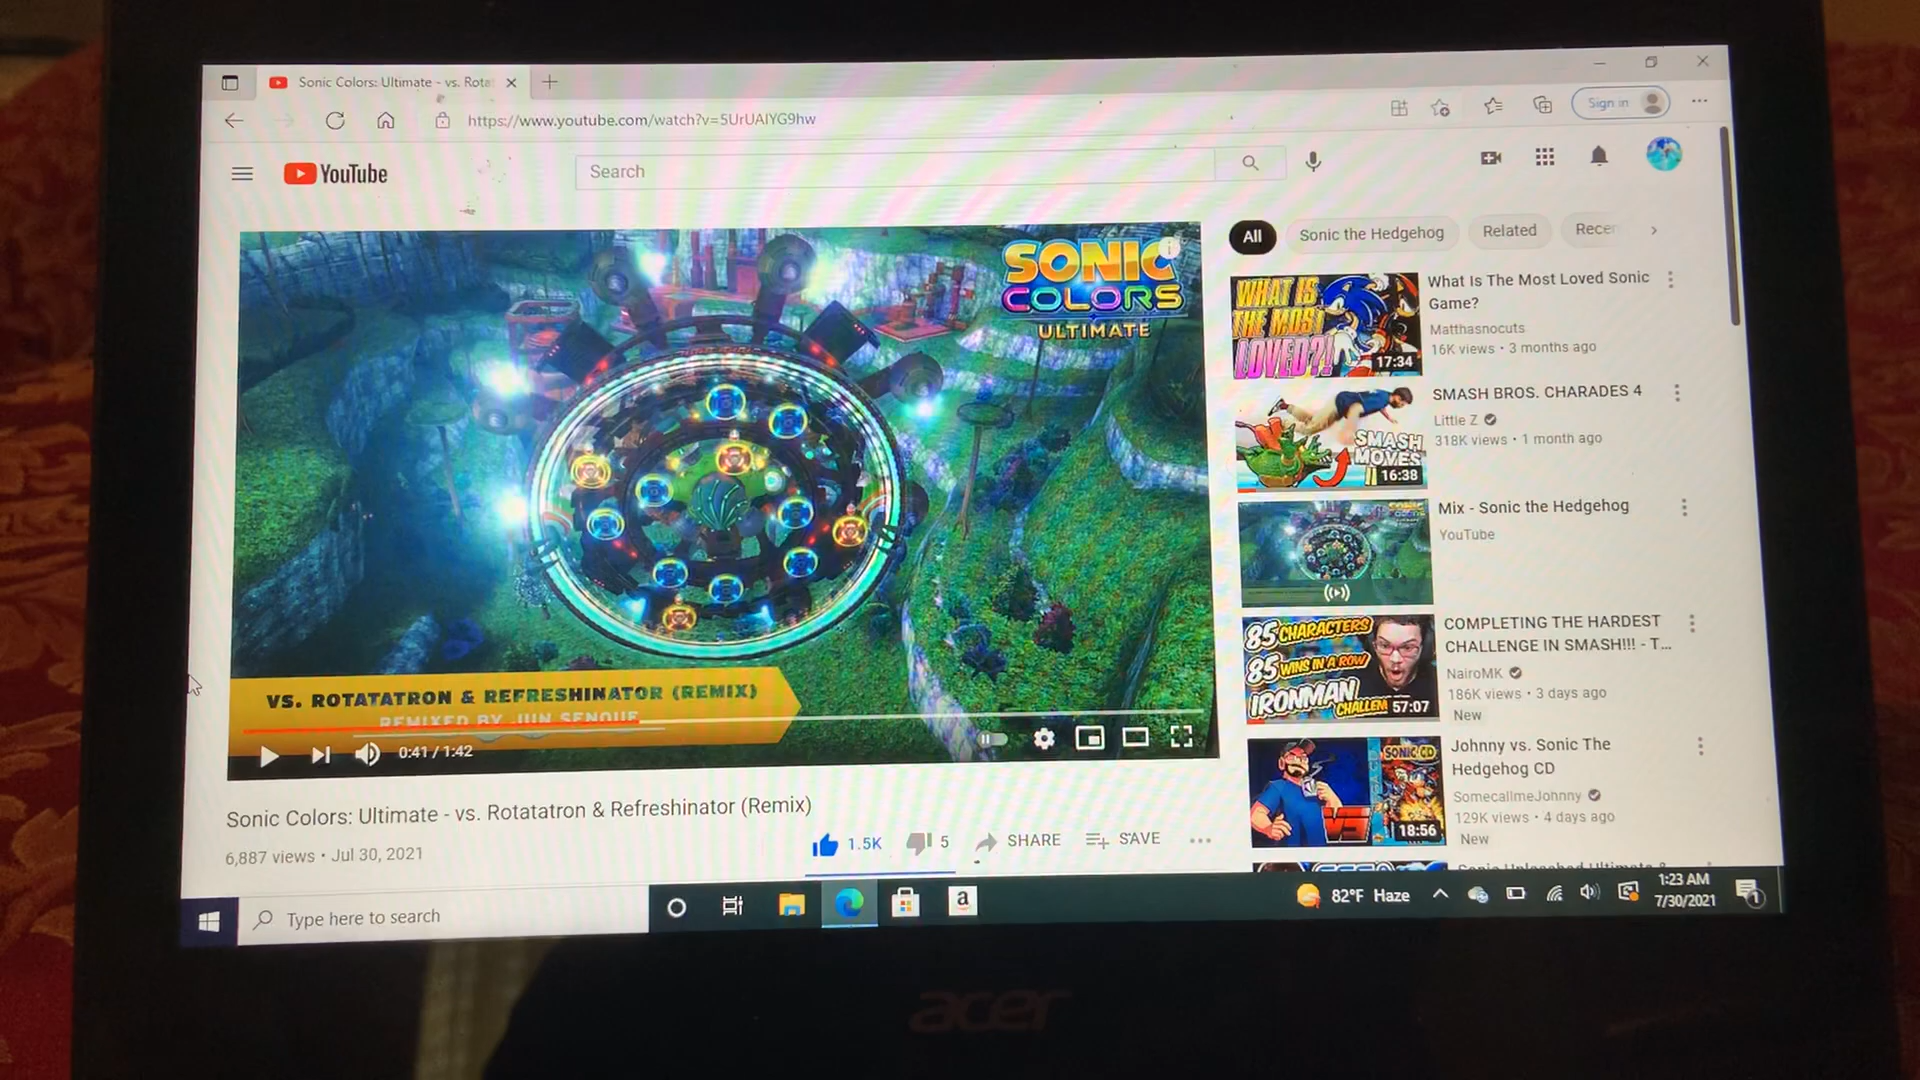 Sonic Colors: Ultimate - vs. Rota
https://www.youtube.com/watch?v=5UrUAIYG9hw
Sign in
YouTube
Search
SONIC
COLORS
ULTIMATE
VS. ROTATATRON & REFRESHINATOR (REMIX)
REMIXED BY JUN SENOUE
0:41 / 1:42
Sonic Colors: Ultimate - vs. Rotatatron & Refreshinator (Remix)
6,887 views • Jul 30, 2021
1.5K
5
SHARE
SAVE
All
Sonic the Hedgehog
Related
Recen
WHAT IS
THE MOST
LOVED?!
17:34
What Is The Most Loved Sonic
Game?
Matthasnocuts
16K views • 3 months ago
SMASH
MOVES
16:38
SMASH BROS. CHARADES 4
Little Z
318K views • 1 month ago
Mix - Sonic the Hedgehog
YouTube
85 CHARACTERS
85 WINS IN A ROW
IRONMAN
CHALLEN
57:07
COMPLETING THE HARDEST
CHALLENGE IN SMASH!!! - T...
NairoMK
186K views • 3 days ago
New
SONIC CD
VS
18:56
Johnny vs. Sonic The
Hedgehog CD
SomecallmeJohnny
129K views • 4 days ago
New
Type here to search
a
82°F Haze
1:23 AM
7/30/2021
1
acer